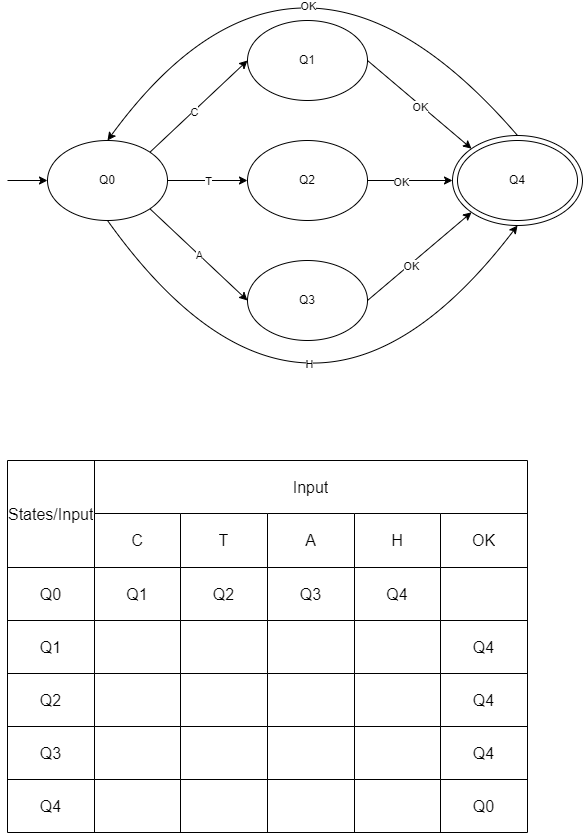 OK
Q1
C
OK
Q0
T
Q2
OK
Q4
A
OK
Q3
H
States/Input
Input
C T A H OK
Q0 Q1 Q2 Q3 Q4
Q1 Q4
Q2 Q4
Q3 Q4
Q4 Q0